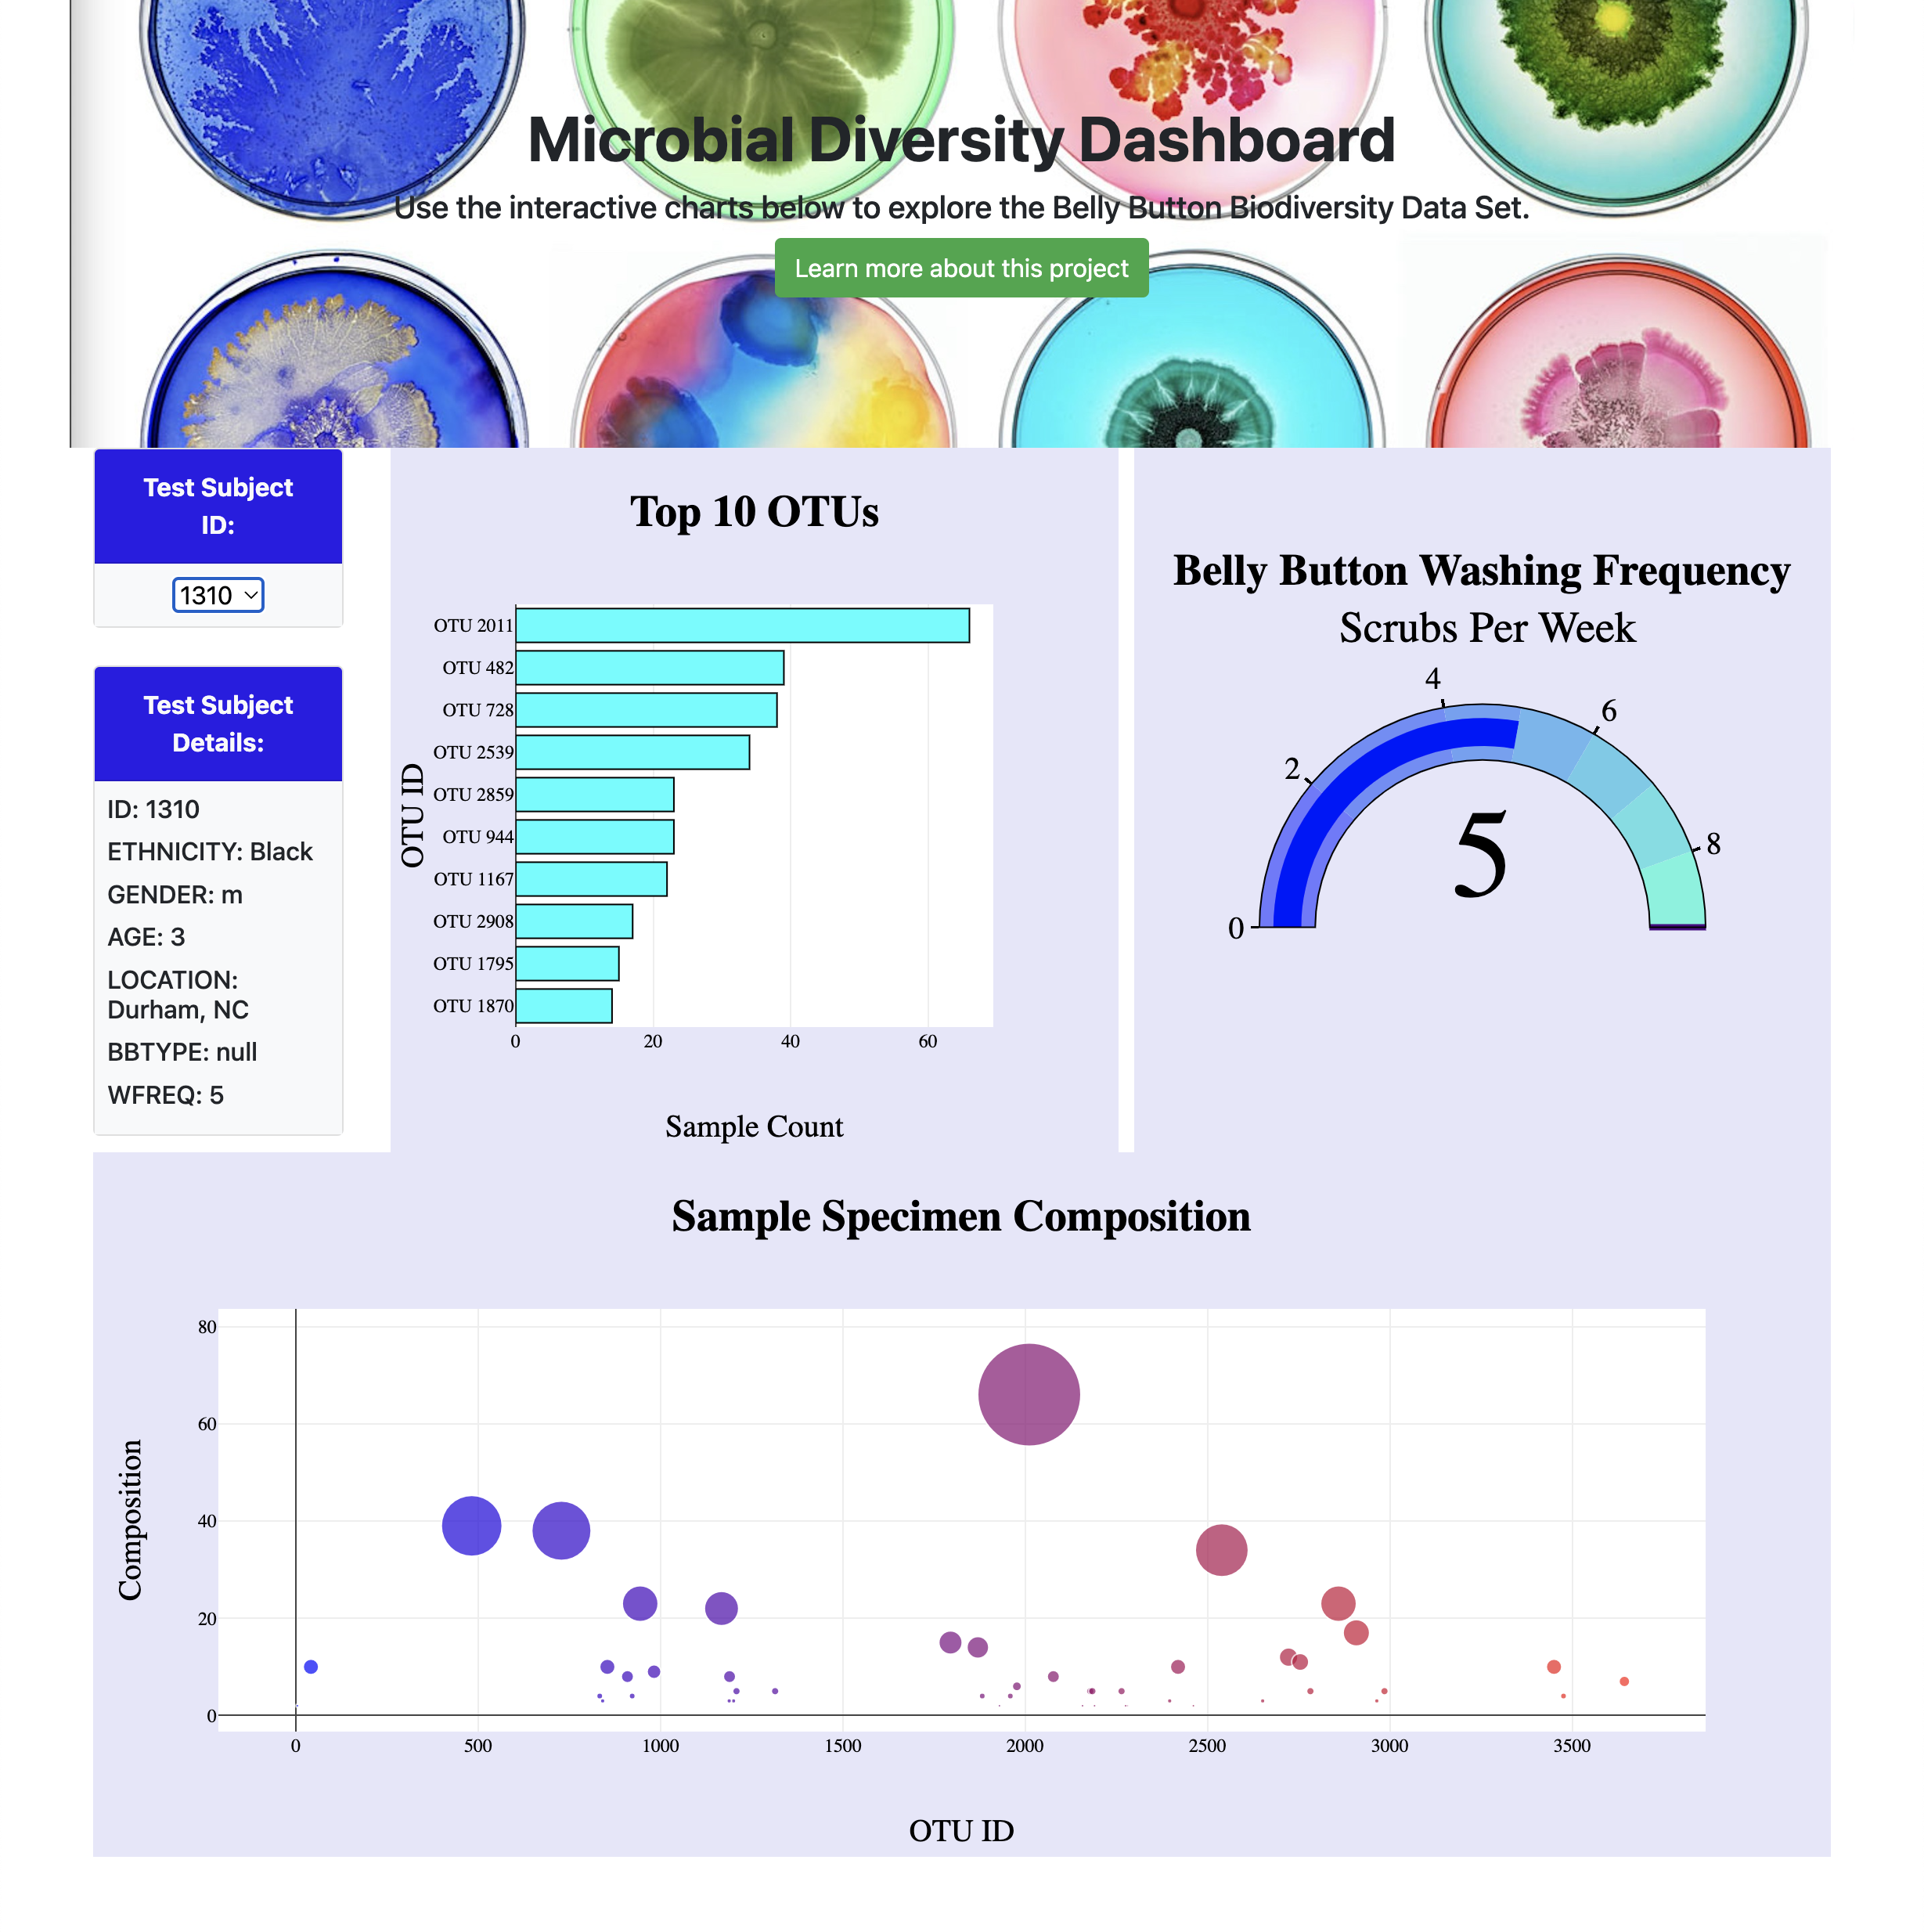 Microbial Diversity Dashboard
Use the interactive charts below to explore the Belly Button Biodiversity Data Set.
Learn more about this project
Test Subject
ID:
1310
Test Subject
Details:
ID: 1310
ETHNICITY: Black
GENDER: m
AGE: 3
LOCATION:
Durham, NC
BBTYPE: null
WFREQ: 5
Top 10 OTUs
OTU ID
OTU 2011
OTU 482
OTU 728
OTU 2539
OTU 2859
OTU 944
OTU 1167
OTU 2908
OTU 1795
OTU 1870
0 20 40 60
Sample Count
Belly Button Washing Frequency
Scrubs Per Week
0
2
4
6
8
5
Sample Specimen Composition
Composition
80
60
40
20
0
0 500 1000 1500 2000 2500 3000 3500
OTU ID